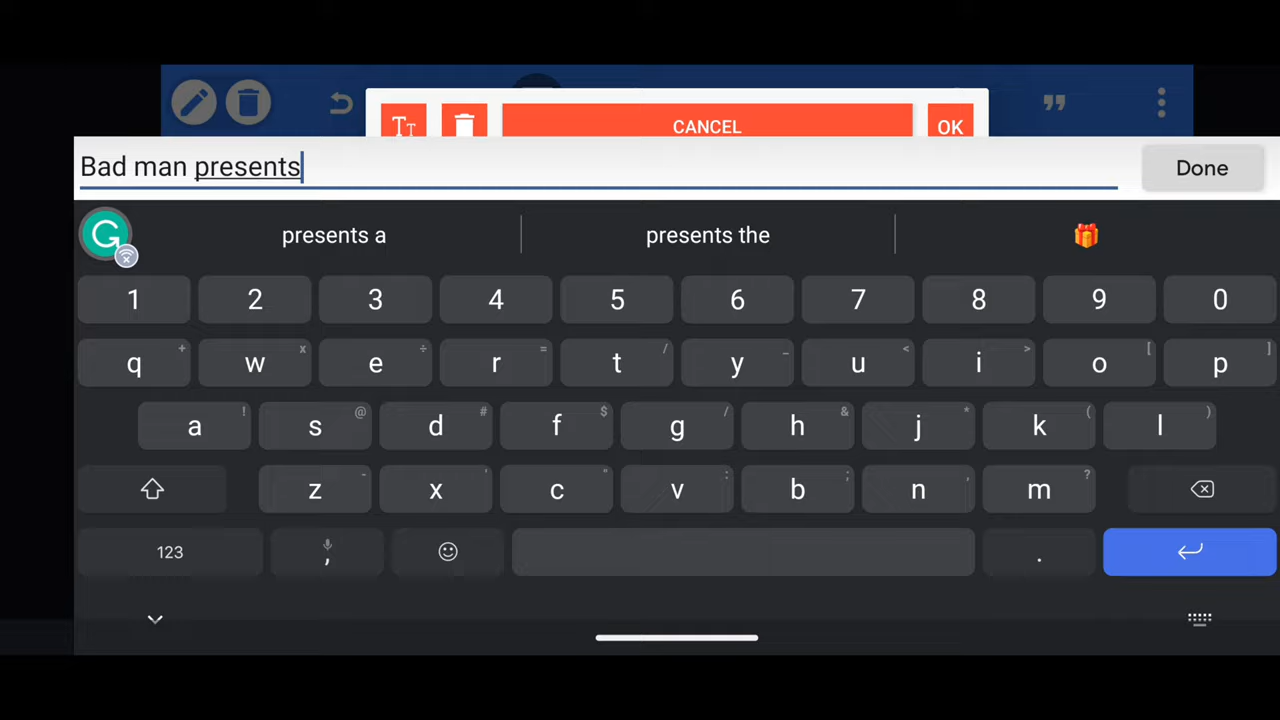 Tт CANCEL OK
Bad man presents Done
presents a presents the
1 2 3 4 5 6 7 8 9 0
q + w x e ÷ r = t / y _ u < i > o [ p ]
a ! s @ d # f $ g / h & j * k ( l )
z - x ' c " v : b ; n , m ?
123 , .